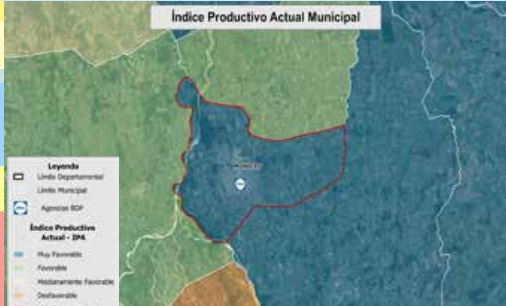 Índice Productivo Actual Municipal
Leyenda
Límite Departamental
Límite Municipal
Agencias BDP
Índice Productivo
Actual - IPA
Muy Favorable
Favorable
Medianamente Favorable
Desfavorable